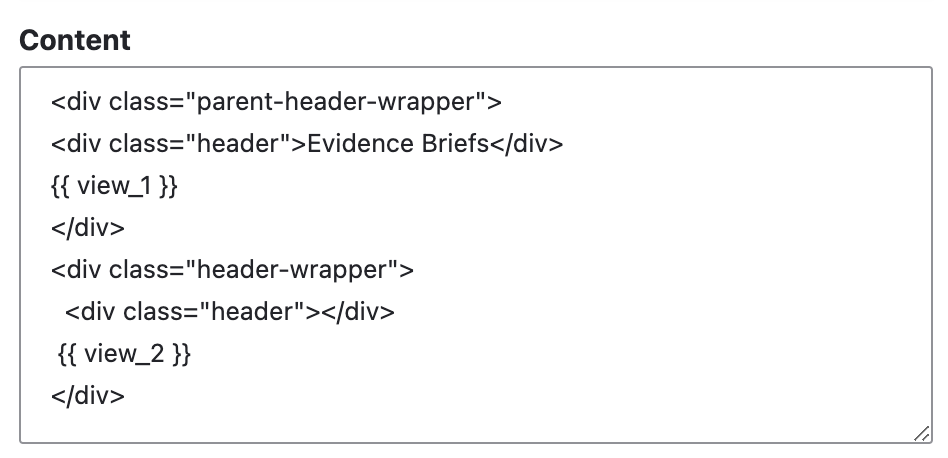 Content
<div class="parent-header-wrapper">
<div class="header">Evidence Briefs</div>
{{ view_1 }}
</div>
<div class="header-wrapper">
  <div class="header"></div>
 {{ view_2 }}
</div>